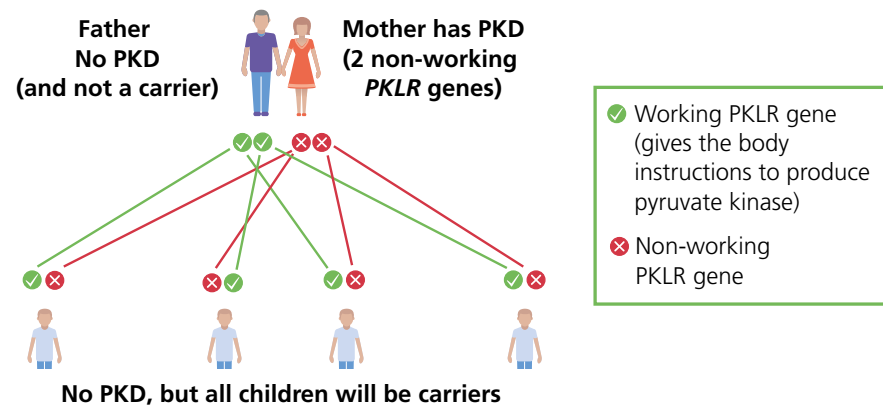 Father
No PKD
(and not a carrier)
Mother has PKD
(2 non-working
PKLR genes)
Working PKLR gene
(gives the body
instructions to produce
pyruvate kinase)
Non-working
PKLR gene
No PKD, but all children will be carriers